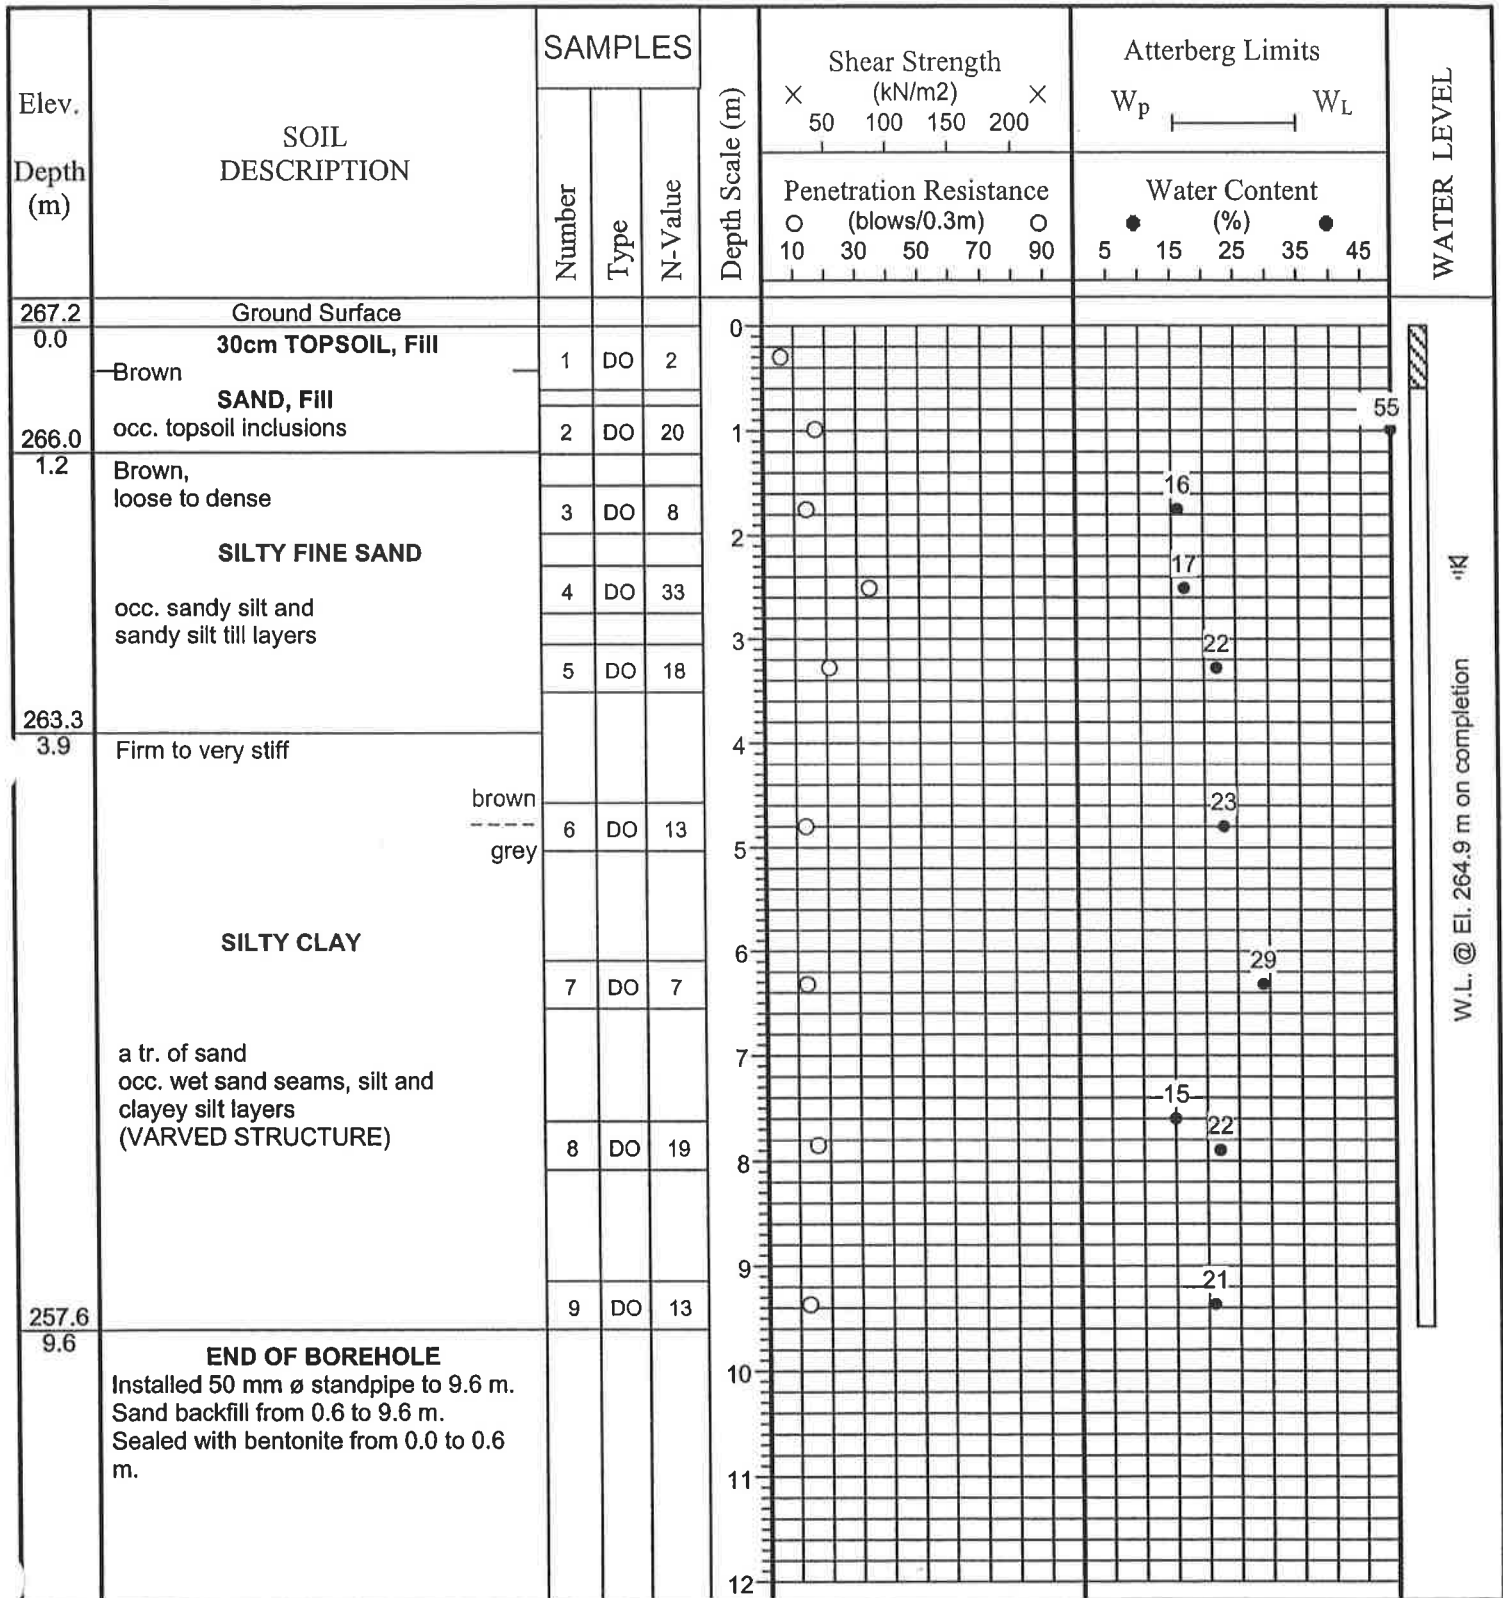 SAMPLES
Elev.
Depth
(m)
SOIL
DESCRIPTION
Number
Type
N-Value
Depth Scale (m)
Shear Strength
× (kN/m2) ×
50 100 150 200
Penetration Resistance
○ (blows/0.3m) ○
10 30 50 70 90
Atterberg Limits
Wp WL
Water Content
● (%) ●
5 15 25 35 45
WATER LEVEL
267.2 Ground Surface
0.0 30cm TOPSOIL, Fill
Brown
1 DO 2
0
SAND, Fill
occ. topsoil inclusions
266.0
2 DO 20
1
55
1.2 Brown,
loose to dense
3 DO 8
16
2
SILTY FINE SAND
4 DO 33
17
occ. sandy silt and
sandy silt till layers
3
22
5 DO 18
263.3
3.9 Firm to very stiff
4
brown
----
grey
6 DO 13
23
5
SILTY CLAY
6
29
7 DO 7
a tr. of sand
occ. wet sand seams, silt and
clayey silt layers
(VARVED STRUCTURE)
7
15
22
8 DO 19
8
9
21
9 DO 13
257.6
9.6
END OF BOREHOLE
Installed 50 mm ø standpipe to 9.6 m.
Sand backfill from 0.6 to 9.6 m.
Sealed with bentonite from 0.0 to 0.6
m.
10
11
12
W.L. @ El. 264.9 m on completion